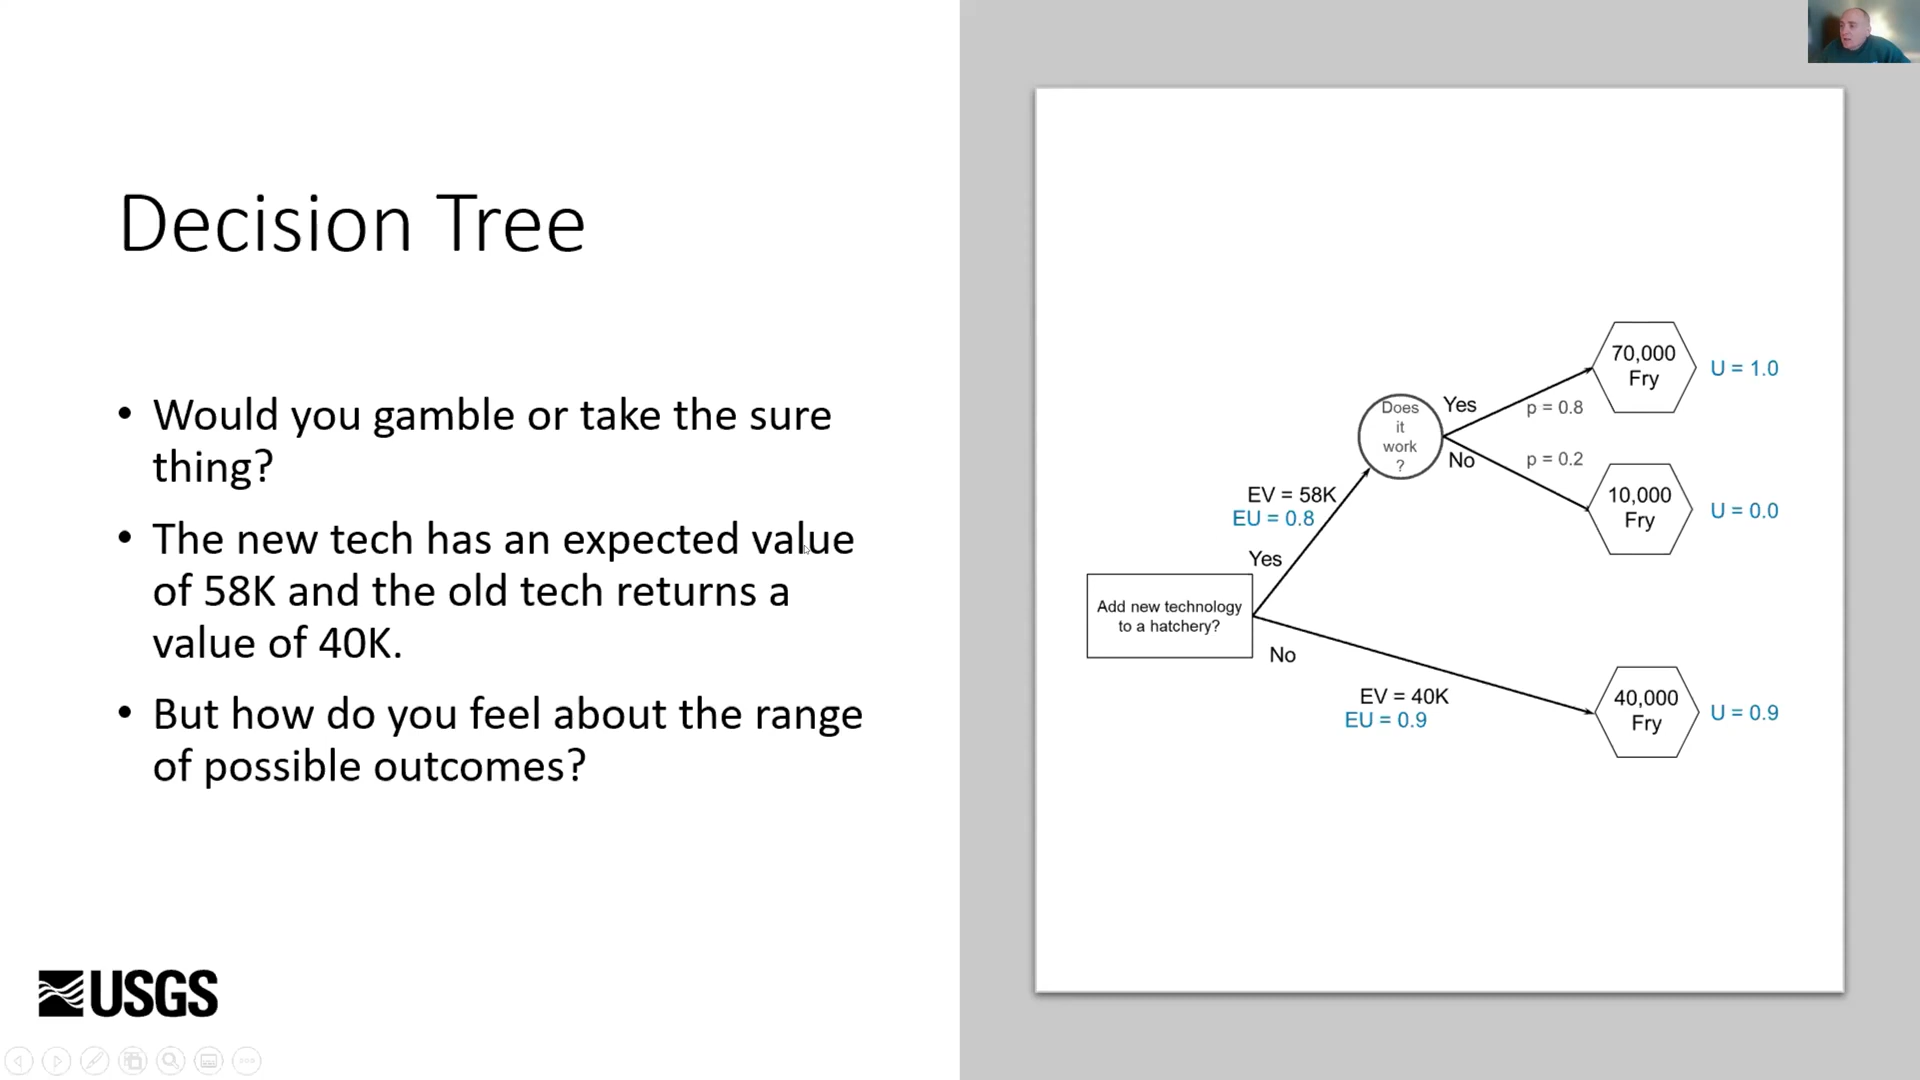 Decision Tree
• Would you gamble or take the sure
thing?
• The new tech has an expected value
of 58K and the old tech returns a
value of 40K.
• But how do you feel about the range
of possible outcomes?
USGS
70,000
Fry
U = 1.0
Does
it
work
?
Yes
p = 0.8
No
p = 0.2
10,000
Fry
U = 0.0
EV = 58K
EU = 0.8
Yes
Add new technology
to a hatchery?
No
EV = 40K
EU = 0.9
40,000
Fry
U = 0.9